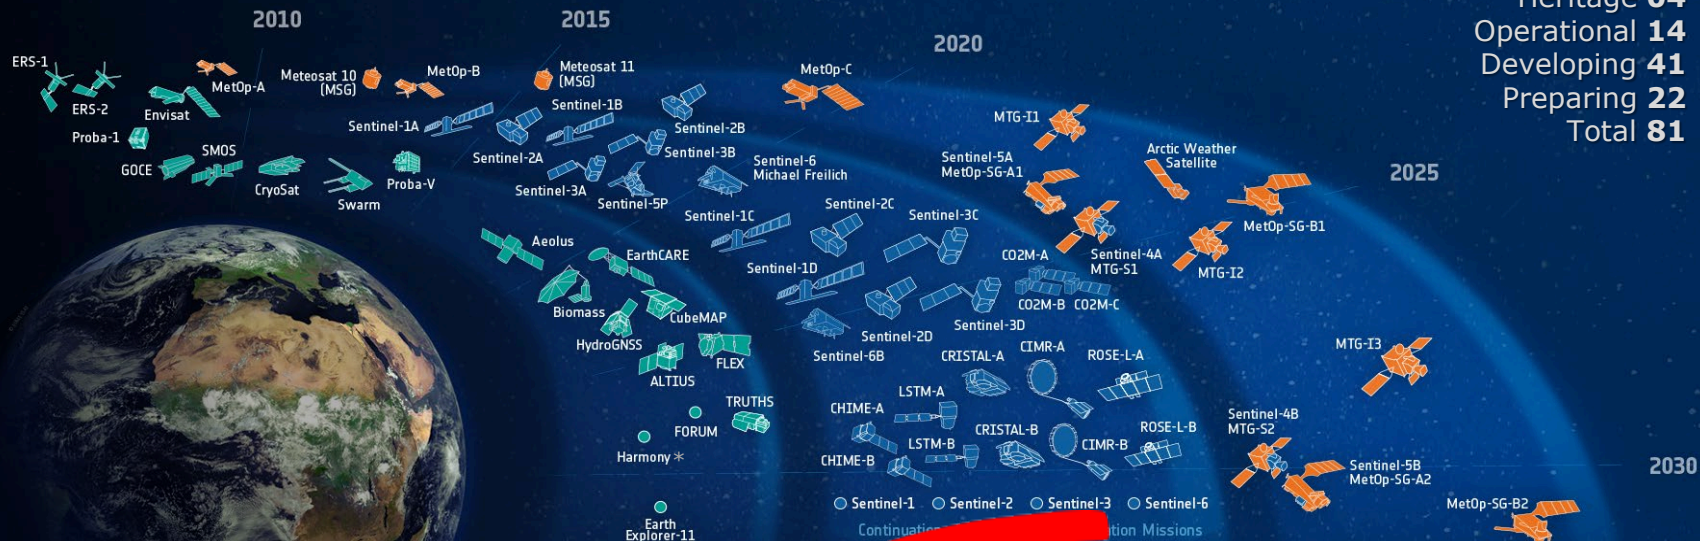 2010
2015
2020
2025
2030
Heritage 04
Operational 14
Developing 41
Preparing 22
Total 81
ERS-1
ERS-2
Envisat
MetOp-A
Meteosat 10
(MSG)
MetOp-B
Meteosat 11
(MSG)
MetOp-C
Proba-1
GOCE
SMOS
CryoSat
Swarm
Proba-V
Sentinel-1A
Sentinel-2A
Sentinel-1B
Sentinel-3A
Sentinel-2B
Sentinel-3B
Sentinel-5P
Sentinel-6
Michael Freilich
MTG-I1
Sentinel-5A
MetOp-SG-A1
Arctic Weather
Satellite
MetOp-SG-B1
Sentinel-1C
Sentinel-2C
Sentinel-3C
CO2M-A
Sentinel-4A
MTG-S1
MTG-I2
CO2M-B
CO2M-C
Sentinel-1D
Sentinel-2D
Sentinel-3D
Sentinel-6B
Aeolus
EarthCARE
Biomass
CubeMAP
HydroGNSS
FLEX
ALTIUS
TRUTHS
FORUM
Harmony *
Earth
Explorer-11
CRISTAL-A
CIMR-A
ROSE-L-A
MTG-I3
LSTM-A
CHIME-A
LSTM-B
CRISTAL-B
CIMR-B
ROSE-L-B
CHIME-B
Sentinel-4B
MTG-S2
Sentinel-5B
MetOp-SG-A2
MetOp-SG-B2
Sentinel-1
Sentinel-2
Sentinel-3
Sentinel-6
Missions